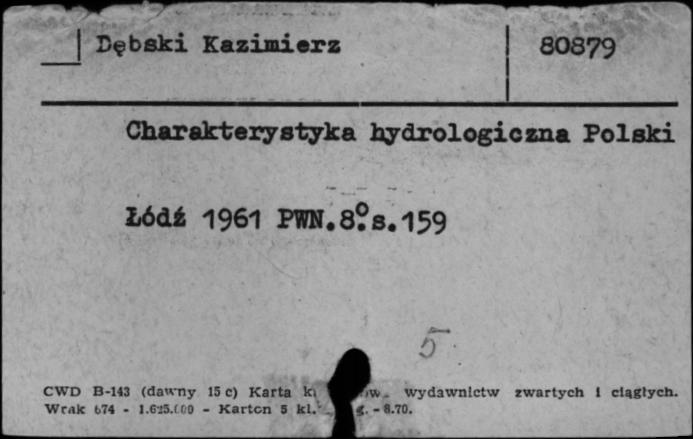 Dębski Kazimierz 80879
Charakterystyka hydrologiczna Polski
Łódź 1961 PWN.8º.s.159
5
CWD B-143 (dawny 15 c) Karta wydawnictw zwartych i ciągłych.
Wrak 674 - 1.625.000 - Karton 5 kl. - 8.70.